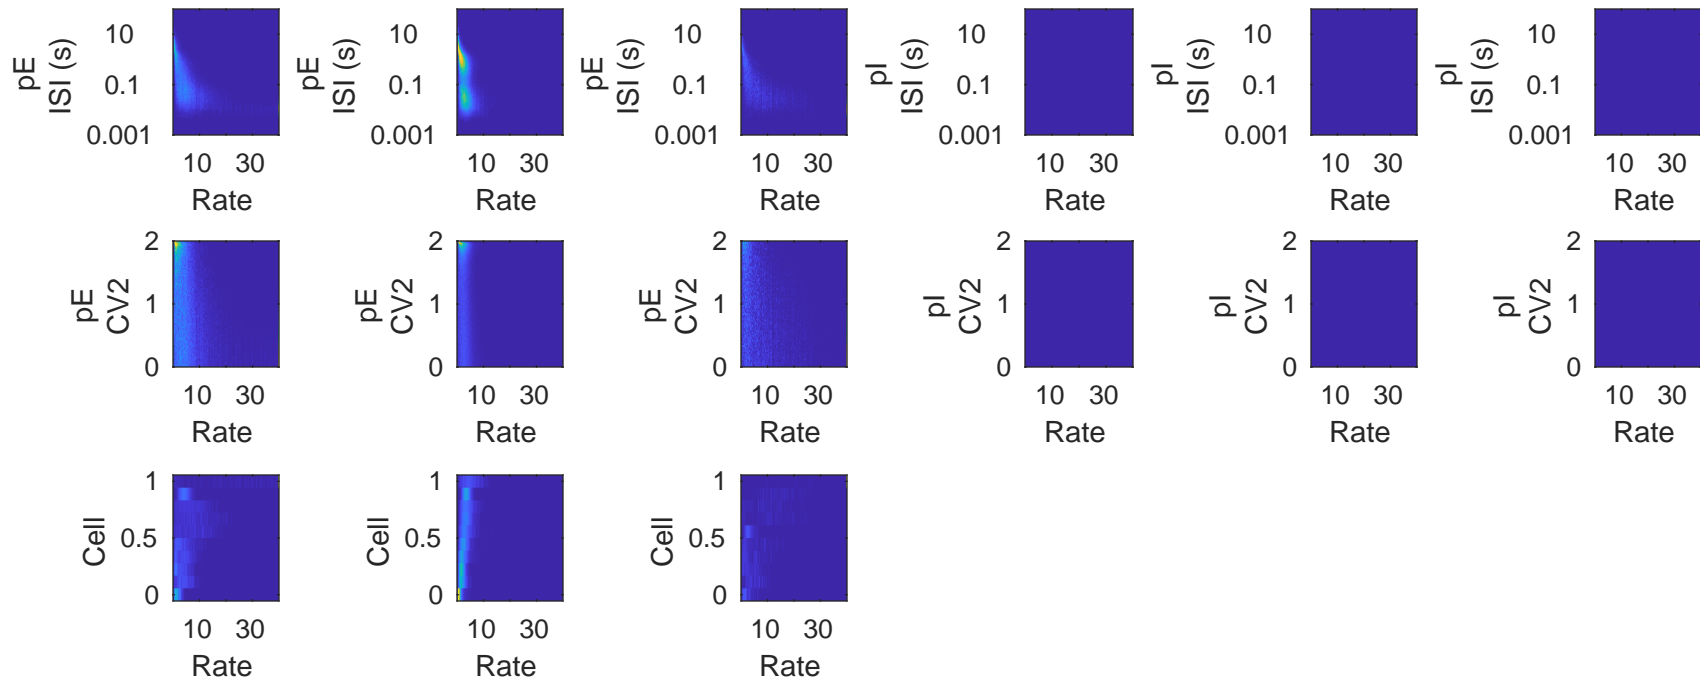 pE ISI (s) 10 0.1 0.001 10 30 Rate
pE ISI (s) 10 0.1 0.001 10 30 Rate
pE ISI (s) 10 0.1 0.001 10 30 Rate
pI ISI (s) 10 0.1 0.001 10 30 Rate
pI ISI (s) 10 0.1 0.001 10 30 Rate
pI ISI (s) 10 0.1 0.001 10 30 Rate
pE CV2 2 1 0 10 30 Rate
pE CV2 2 1 0 10 30 Rate
pE CV2 2 1 0 10 30 Rate
pI CV2 2 1 0 10 30 Rate
pI CV2 2 1 0 10 30 Rate
pI CV2 2 1 0 10 30 Rate
Cell 1 0.5 0 10 30 Rate
Cell 1 0.5 0 10 30 Rate
Cell 1 0.5 0 10 30 Rate